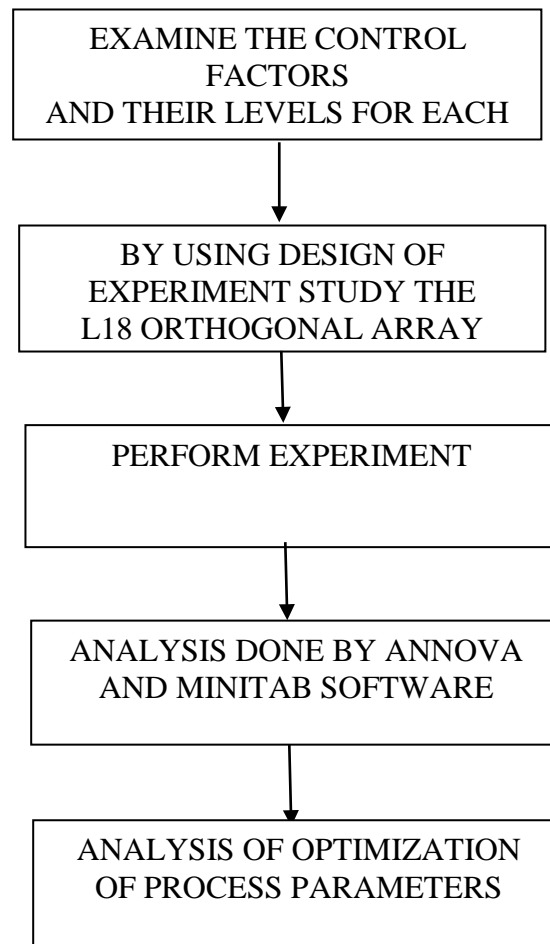 EXAMINE THE CONTROL
FACTORS
AND THEIR LEVELS FOR EACH
BY USING DESIGN OF
EXPERIMENT STUDY THE
L18 ORTHOGONAL ARRAY
PERFORM EXPERIMENT
ANALYSIS DONE BY ANNOVA
AND MINITAB SOFTWARE
ANALYSIS OF OPTIMIZATION
OF PROCESS PARAMETERS